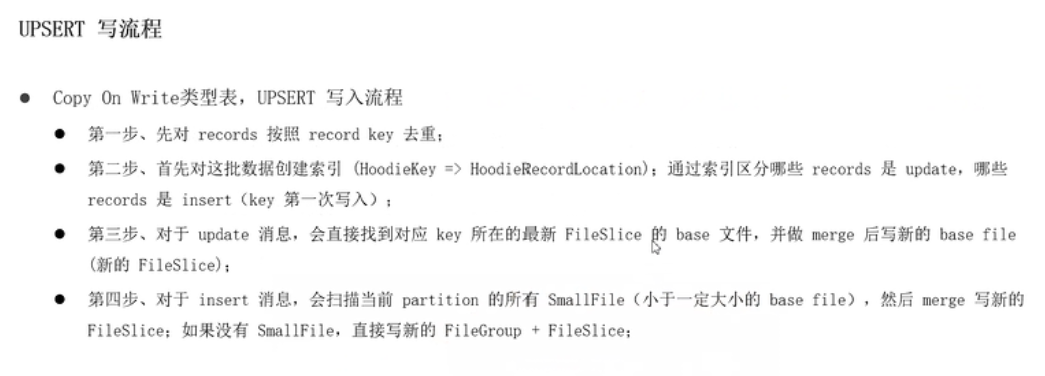 UPSERT 写流程
● Copy On Write类型表，UPSERT 写入流程
● 第一步、先对 records 按照 record key 去重；
● 第二步、首先对这批数据创建索引 (HoodieKey => HoodieRecordLocation)；通过索引区分哪些 records 是 update，哪些
records 是 insert（key 第一次写入）；
● 第三步、对于 update 消息，会直接找到对应 key 所在的最新 FileSlice 的 base 文件，并做 merge 后写新的 base file
(新的 FileSlice)；
● 第四步、对于 insert 消息，会扫描当前 partition 的所有 SmallFile（小于一定大小的 base file），然后 merge 写新的
FileSlice；如果没有 SmallFile，直接写新的 FileGroup + FileSlice；